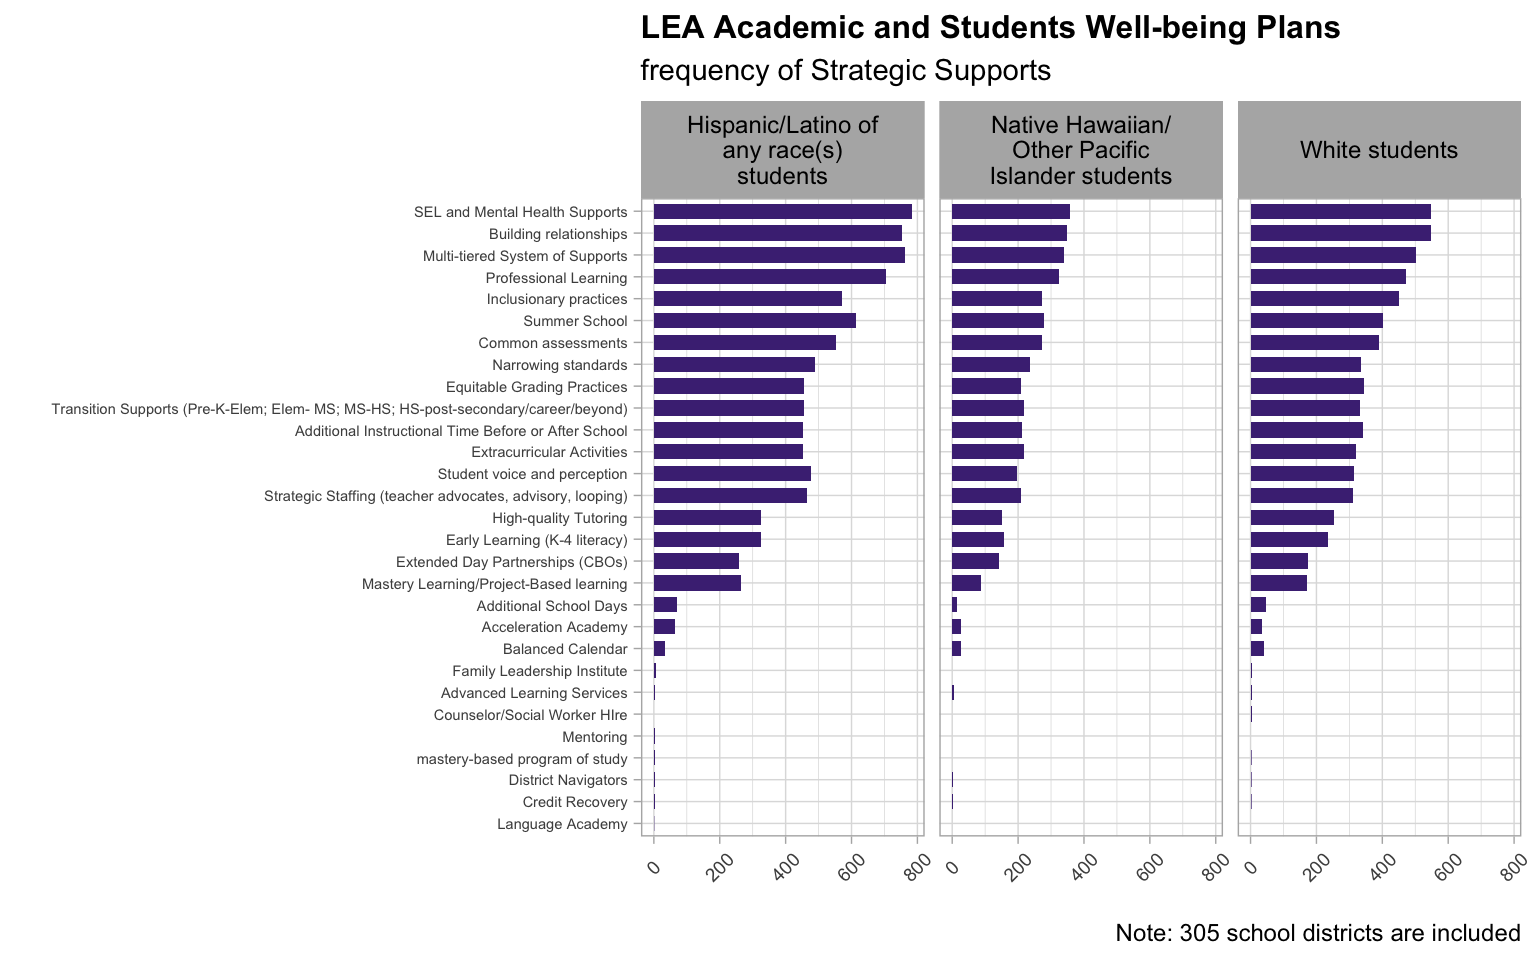 LEA Academic and Students Well-being Plans
frequency of Strategic Supports
Hispanic/Latino of
any race(s)
students
Native Hawaiian/
Other Pacific
Islander students
White students
SEL and Mental Health Supports
Building relationships
Multi-tiered System of Supports
Professional Learning
Inclusionary practices
Summer School
Common assessments
Narrowing standards
Equitable Grading Practices
Transition Supports (Pre-K-Elem; Elem- MS; MS-HS; HS-post-secondary/career/beyond)
Additional Instructional Time Before or After School
Extracurricular Activities
Student voice and perception
Strategic Staffing (teacher advocates, advisory, looping)
High-quality Tutoring
Early Learning (K-4 literacy)
Extended Day Partnerships (CBOs)
Mastery Learning/Project-Based learning
Additional School Days
Acceleration Academy
Balanced Calendar
Family Leadership Institute
Advanced Learning Services
Counselor/Social Worker HIre
Mentoring
mastery-based program of study
District Navigators
Credit Recovery
Language Academy
0 200 400 600 800
0 200 400 600 800
0 200 400 600 800
Note: 305 school districts are included